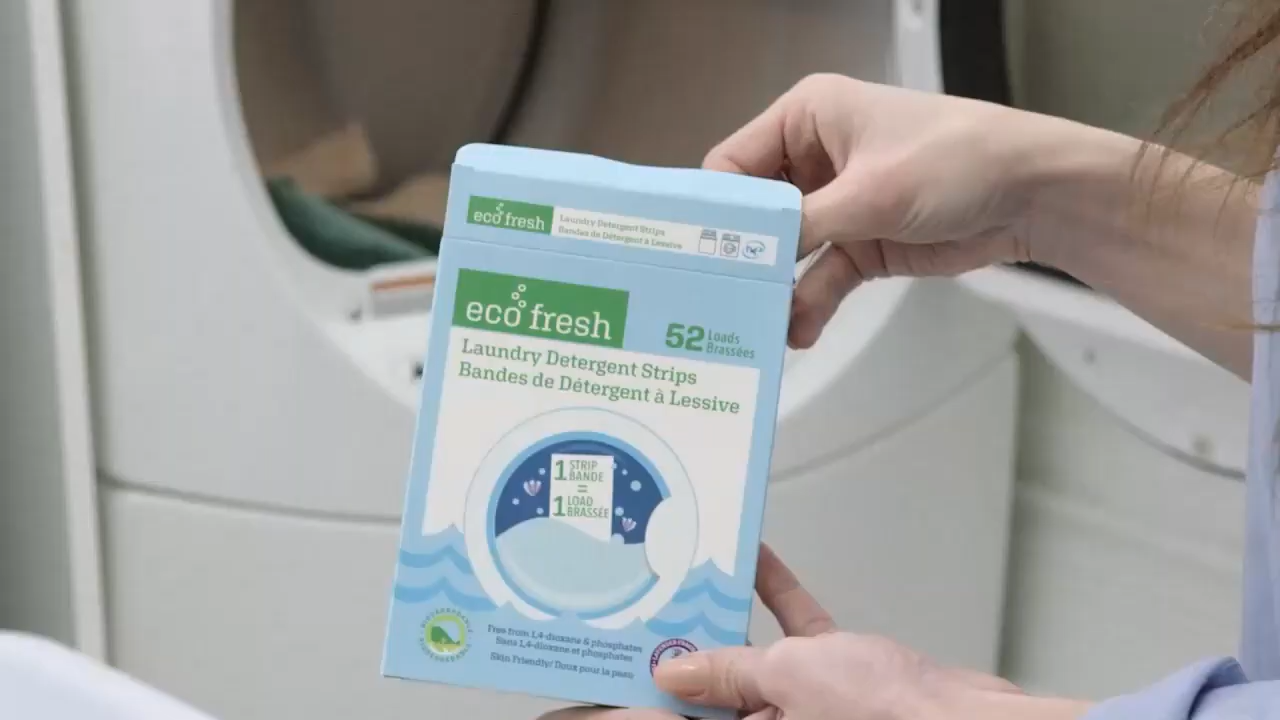 eco fresh
Laundry Detergent Strips
Bandes de Détergent à Lessive
eco fresh
52 Loads
Brassées
Laundry Detergent Strips
Bandes de Détergent à Lessive
1 STRIP
BANDE
=
1 LOAD
BRASSÉE
Free from 1,4-dioxane & phosphates
Sans 1,4-dioxane et phosphates
Skin Friendly/ Doux pour la peau